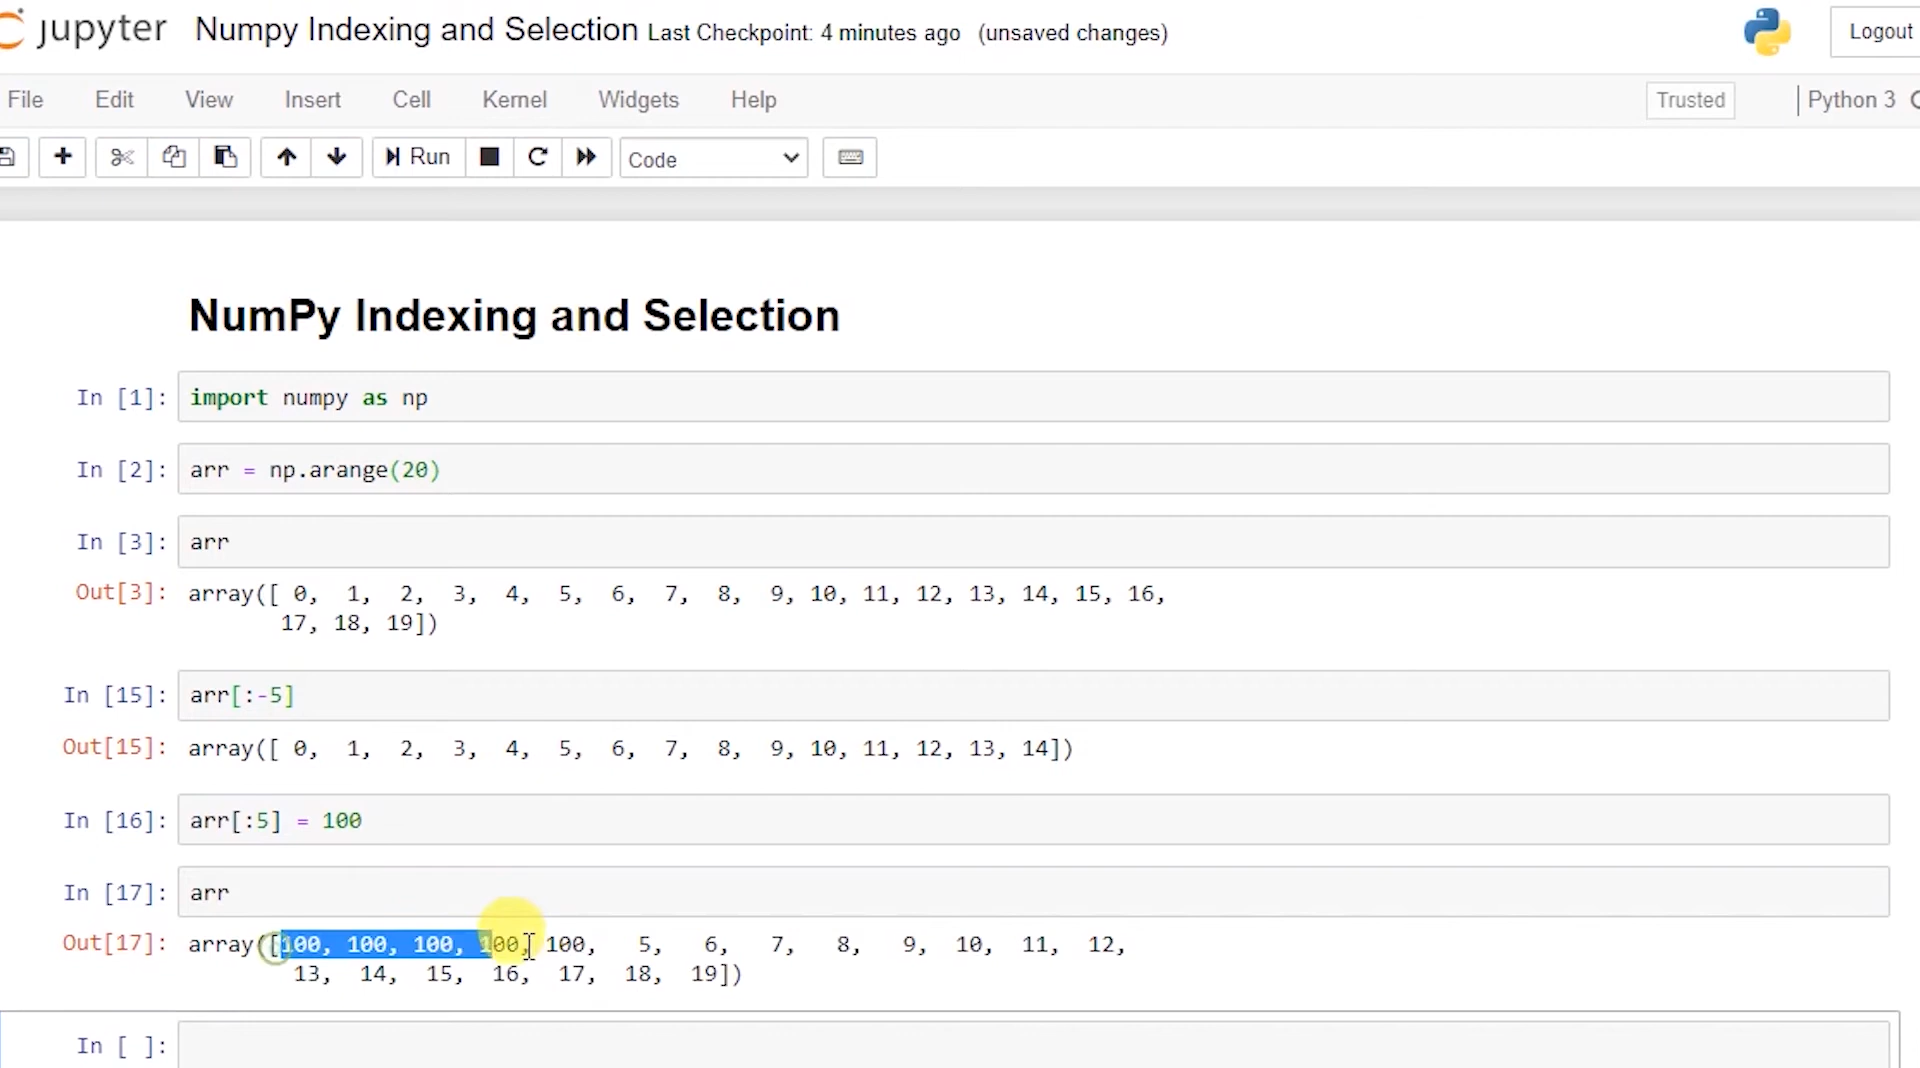 jupyter Numpy Indexing and Selection Last Checkpoint: 4 minutes ago (unsaved changes) Logout
File Edit View Insert Cell Kernel Widgets Help Trusted Python 3
Run Code
NumPy Indexing and Selection
In [1]: import numpy as np
In [2]: arr = np.arange(20)
In [3]: arr
Out[3]: array([ 0, 1, 2, 3, 4, 5, 6, 7, 8, 9, 10, 11, 12, 13, 14, 15, 16,
17, 18, 19])
In [15]: arr[:-5]
Out[15]: array([ 0, 1, 2, 3, 4, 5, 6, 7, 8, 9, 10, 11, 12, 13, 14])
In [16]: arr[:5] = 100
In [17]: arr
Out[17]: array([100, 100, 100, 100, 100, 5, 6, 7, 8, 9, 10, 11, 12,
13, 14, 15, 16, 17, 18, 19])
In [ ]: